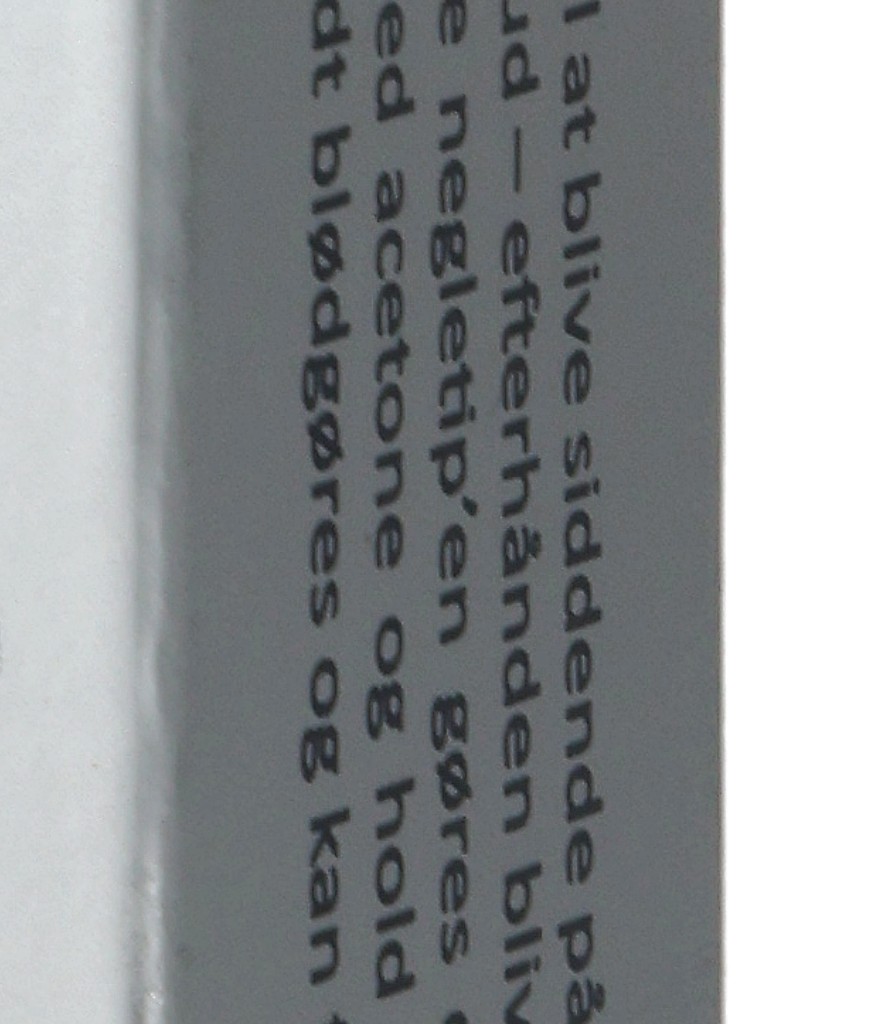 l at blive siddende på
ud – efterhånden bliv
e negletip'en gøres
ed acetone og hold
dt blødgøres og kan